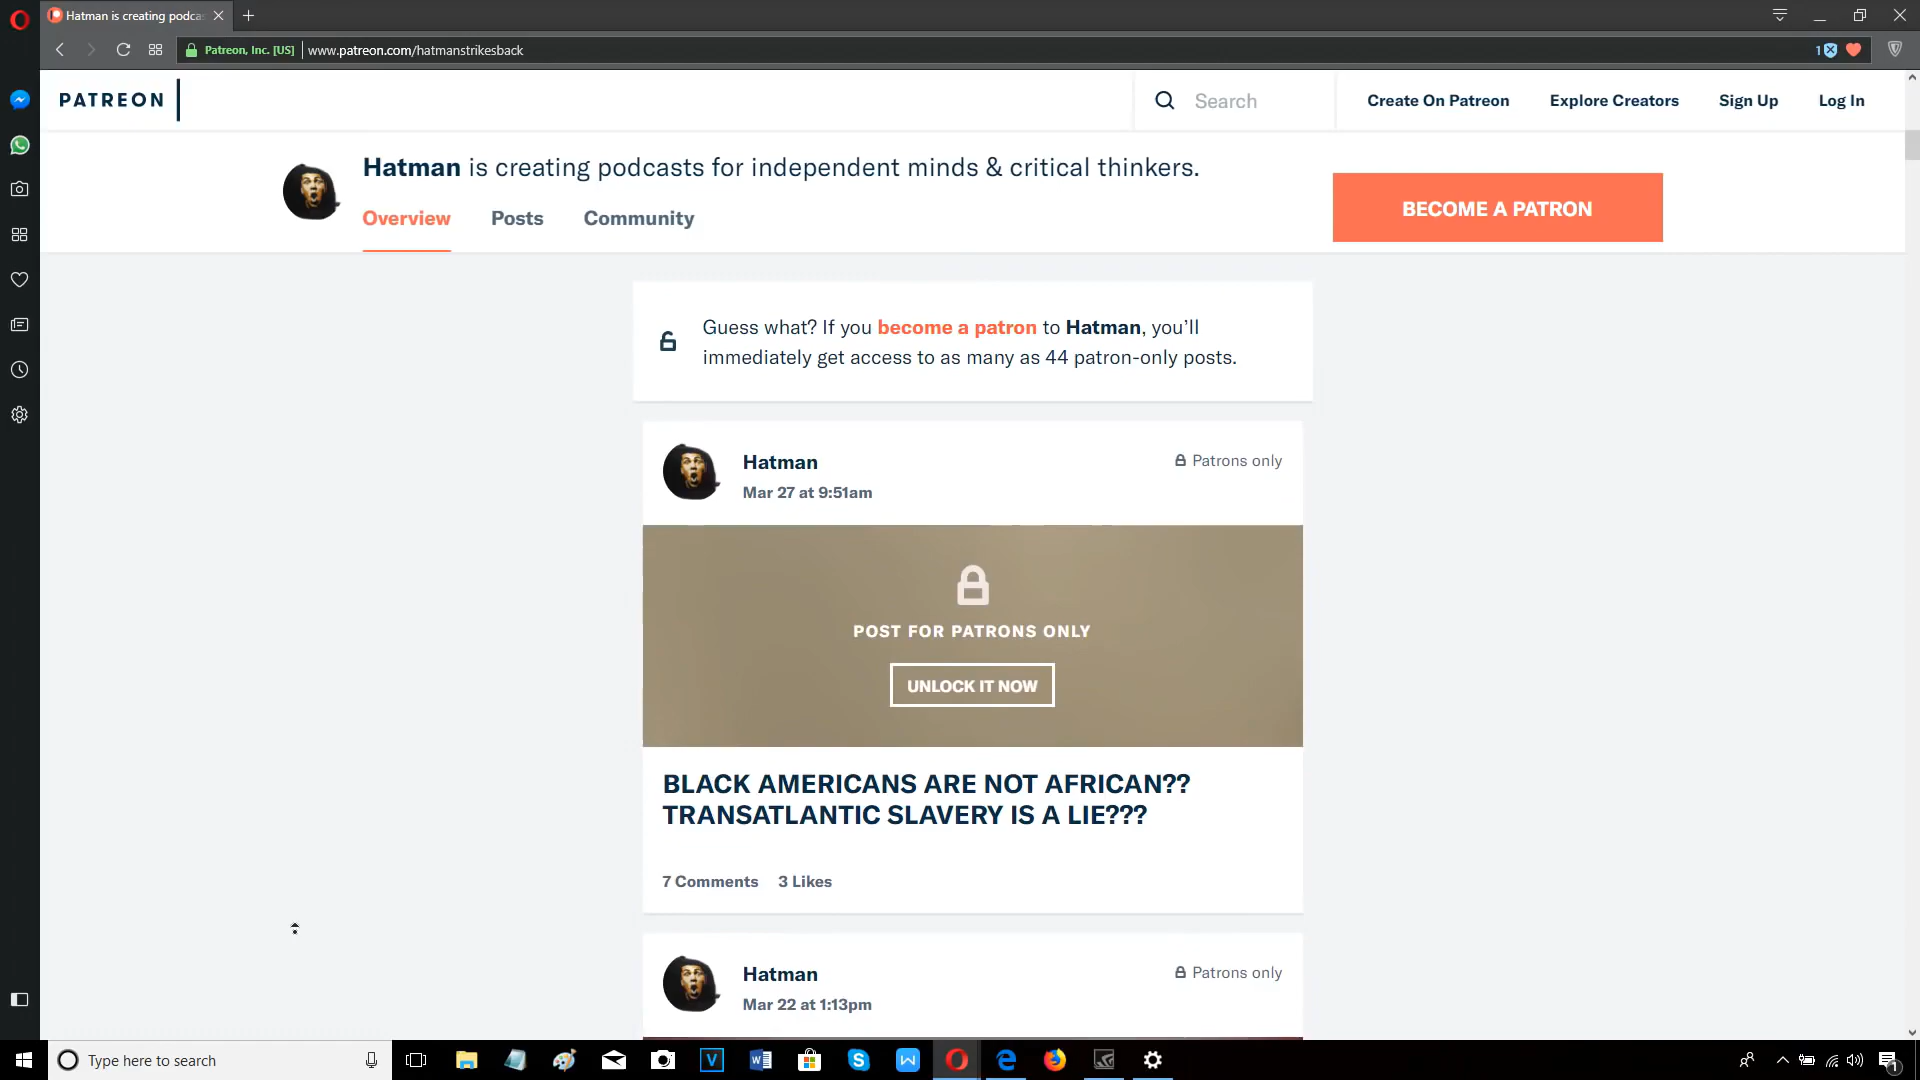 Hatman is creating podca
Patreon, Inc. [US]
www.patreon.com/hatmanstrikesback
1
PATREON
Search
Create On Patreon
Explore Creators
Sign Up
Log In
Hatman is creating podcasts for independent minds & critical thinkers.
Overview
Posts
Community
BECOME A PATRON
Guess what? If you become a patron to Hatman, you'll
immediately get access to as many as 44 patron-only posts.
Hatman
Patrons only
Mar 27 at 9:51am
POST FOR PATRONS ONLY
UNLOCK IT NOW
BLACK AMERICANS ARE NOT AFRICAN??
TRANSATLANTIC SLAVERY IS A LIE???
7 Comments
3 Likes
Hatman
Patrons only
Mar 22 at 1:13pm
Type here to search
V
W
S
W
1